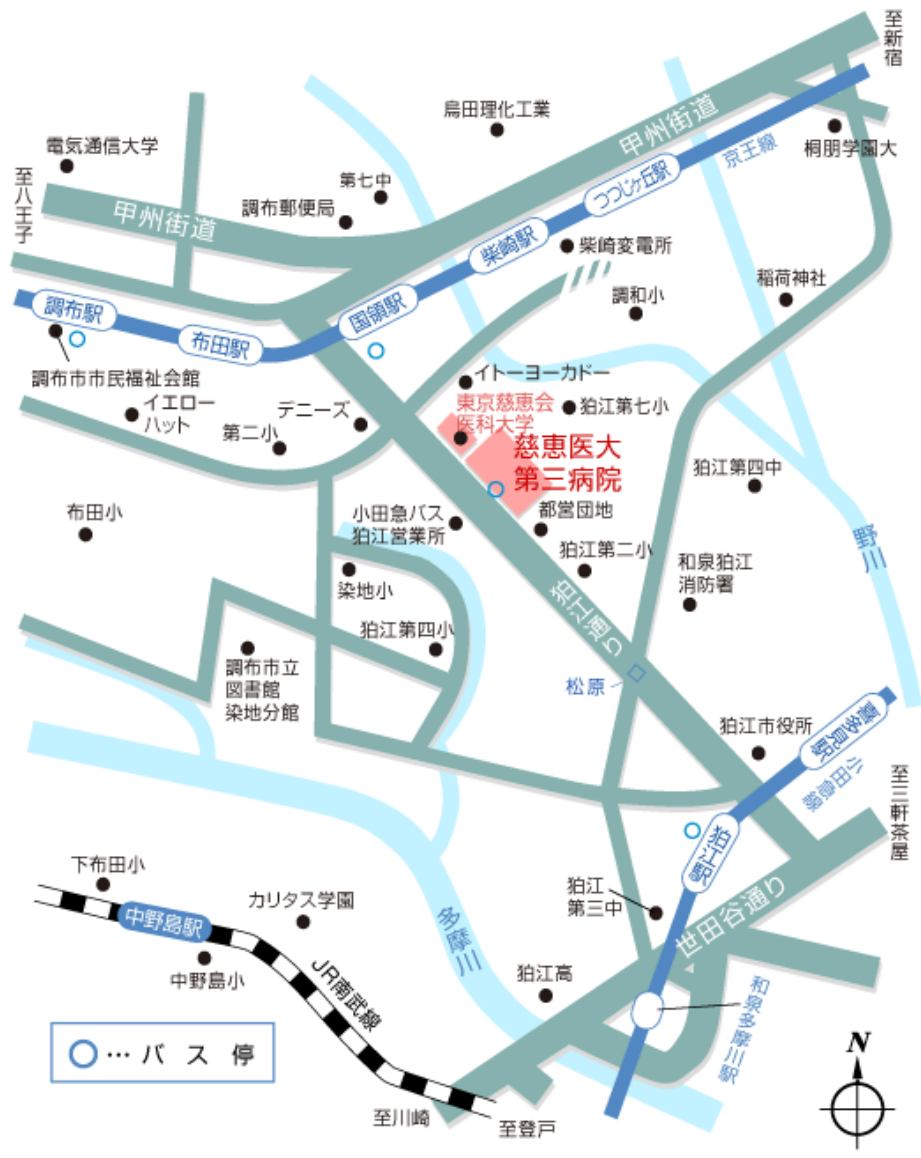 至新宿
島田理化工業
甲州街道
京王線
桐朋学園大
電気通信大学
第七中
つつじヶ丘駅
至八王子
調布郵便局
甲州街道
柴崎駅
柴崎変電所
稲荷神社
調和小
国領駅
調布駅
布田駅
調布市市民福祉会館
イトーヨーカドー
イエロー
ハット
デニーズ
東京慈恵会
医科大学
狛江第七小
第二小
慈恵医大
第三病院
狛江第四中
布田小
小田急バス
狛江営業所
都営団地
野川
狛江第二小
和泉狛江
消防署
染地小
狛江通り
狛江第四小
調布市立
図書館
染地分館
松原
狛江市役所
喜多見駅
小田急線
至三軒茶屋
狛江駅
下布田小
カリタス学園
狛江
第三中
中野島駅
世田谷通り
多摩川
中野島小
JR南武線
狛江高
和泉多摩川駅
○…バス停
N
至川崎
至登戸